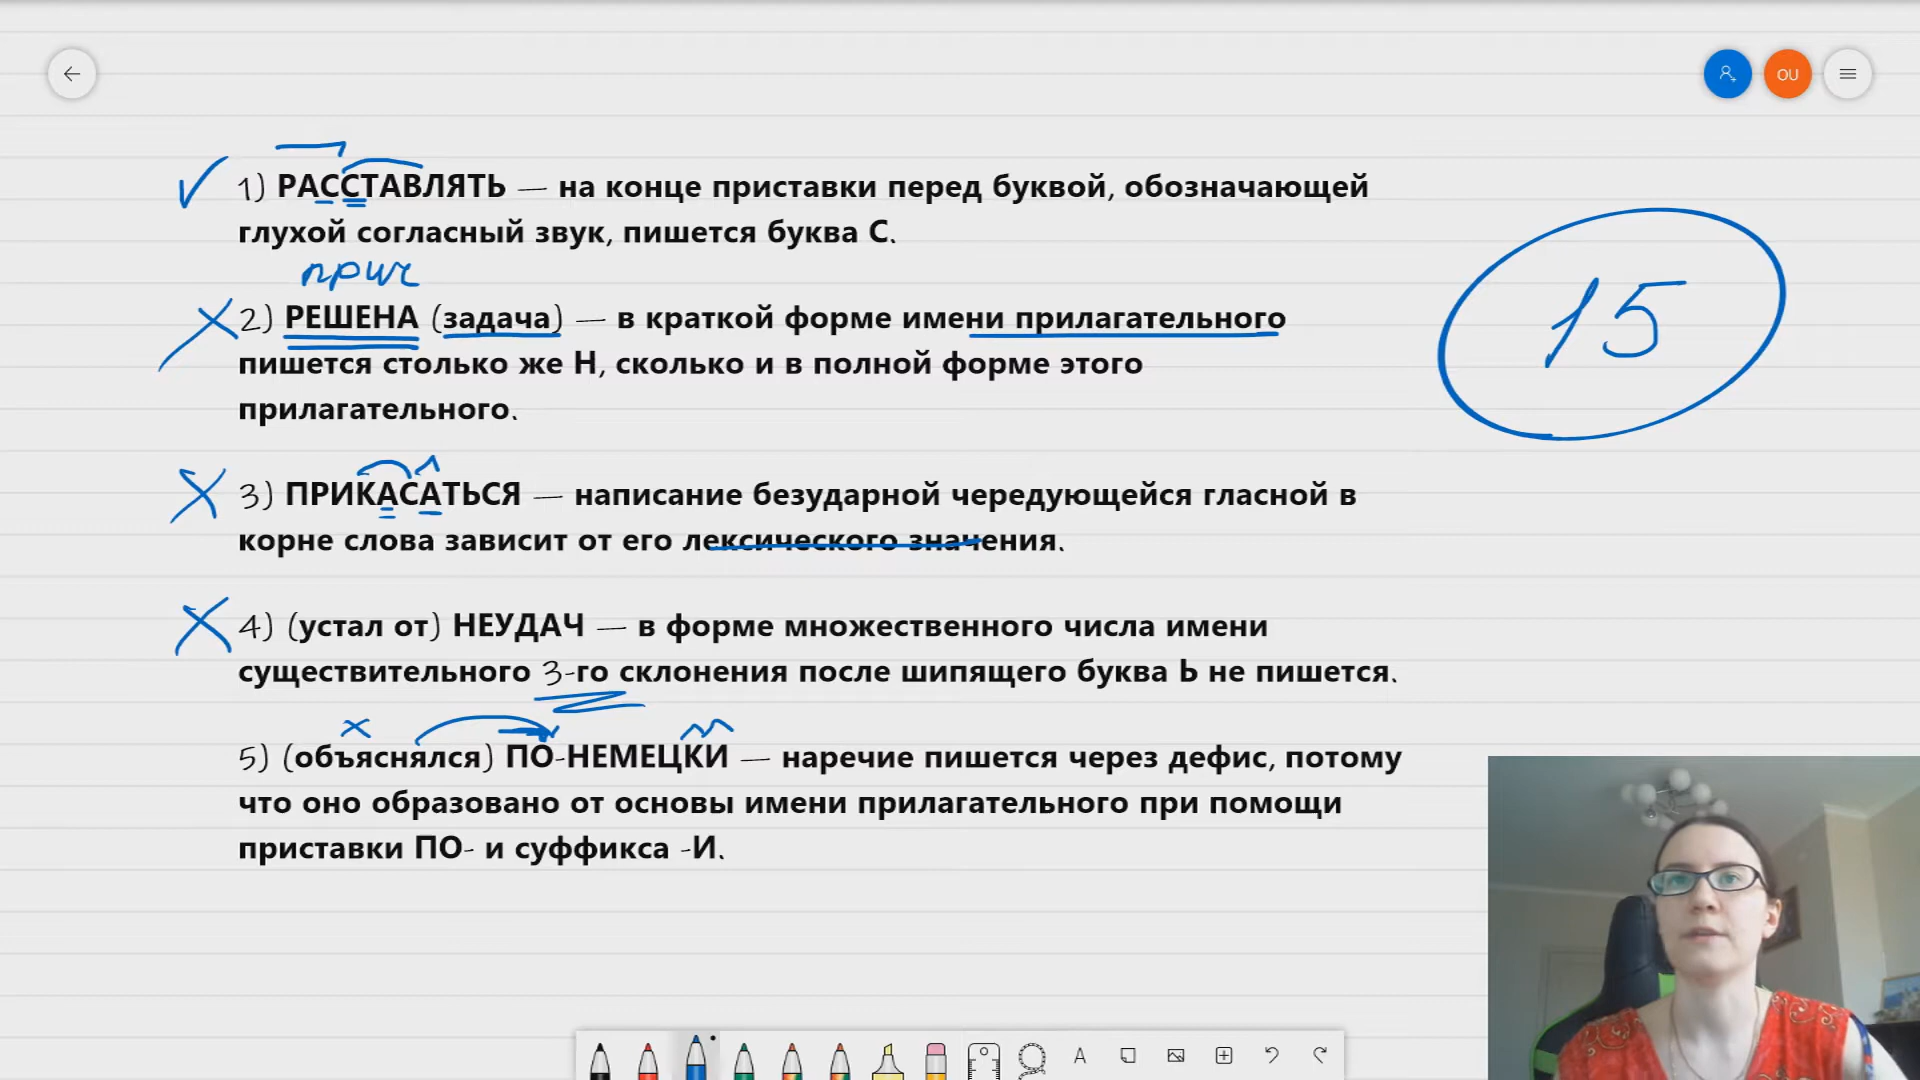 OU
1) РАССТАВЛЯТЬ — на конце приставки перед буквой, обозначающей
глухой согласный звук, пишется буква С.
прич
2) РЕШЕНА (задача) — в краткой форме имени прилагательного
пишется столько же Н, сколько и в полной форме этого
прилагательного.
15
3) ПРИКАСАТЬСЯ — написание безударной чередующейся гласной в
корне слова зависит от его лексического значения.
4) (устал от) НЕУДАЧ — в форме множественного числа имени
существительного 3-го склонения после шипящего буква Ь не пишется.
5) (объяснялся) ПО-НЕМЕЦКИ — наречие пишется через дефис, потому
что оно образовано от основы имени прилагательного при помощи
приставки ПО- и суффикса -И.
A